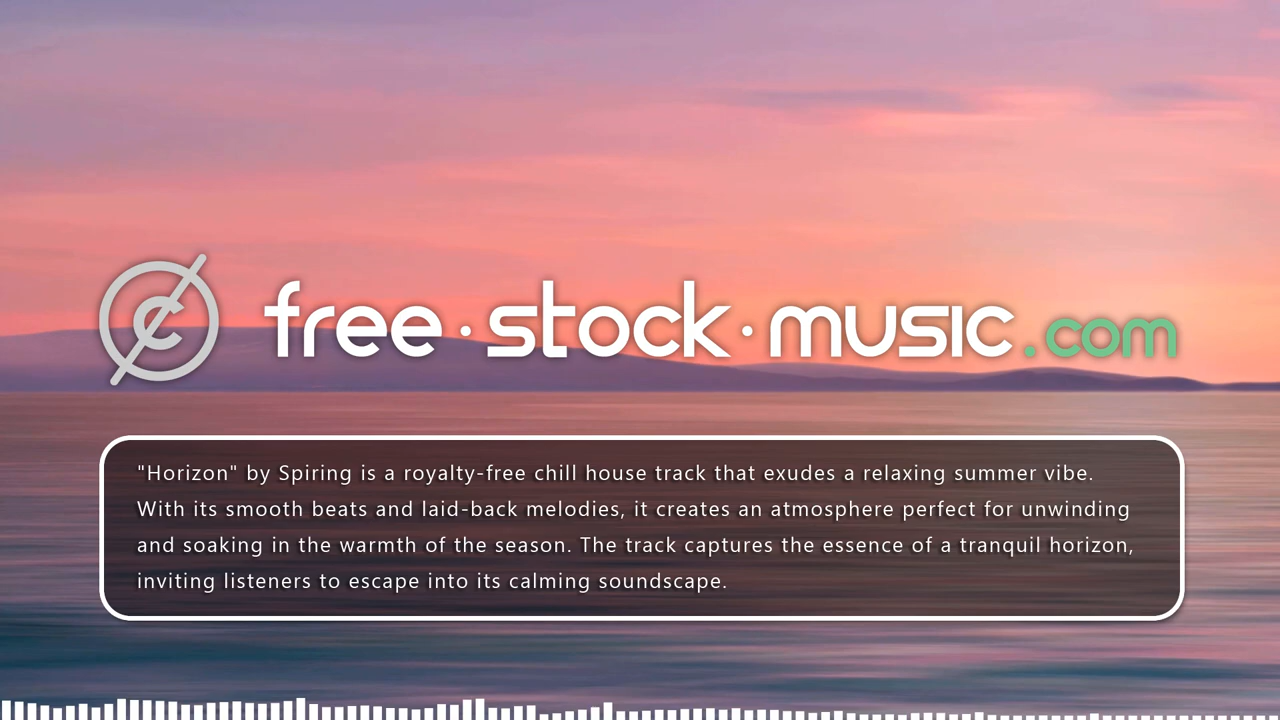 free·stock·music.com
"Horizon" by Spiring is a royalty-free chill house track that exudes a relaxing summer vibe.
With its smooth beats and laid-back melodies, it creates an atmosphere perfect for unwinding
and soaking in the warmth of the season. The track captures the essence of a tranquil horizon,
inviting listeners to escape into its calming soundscape.